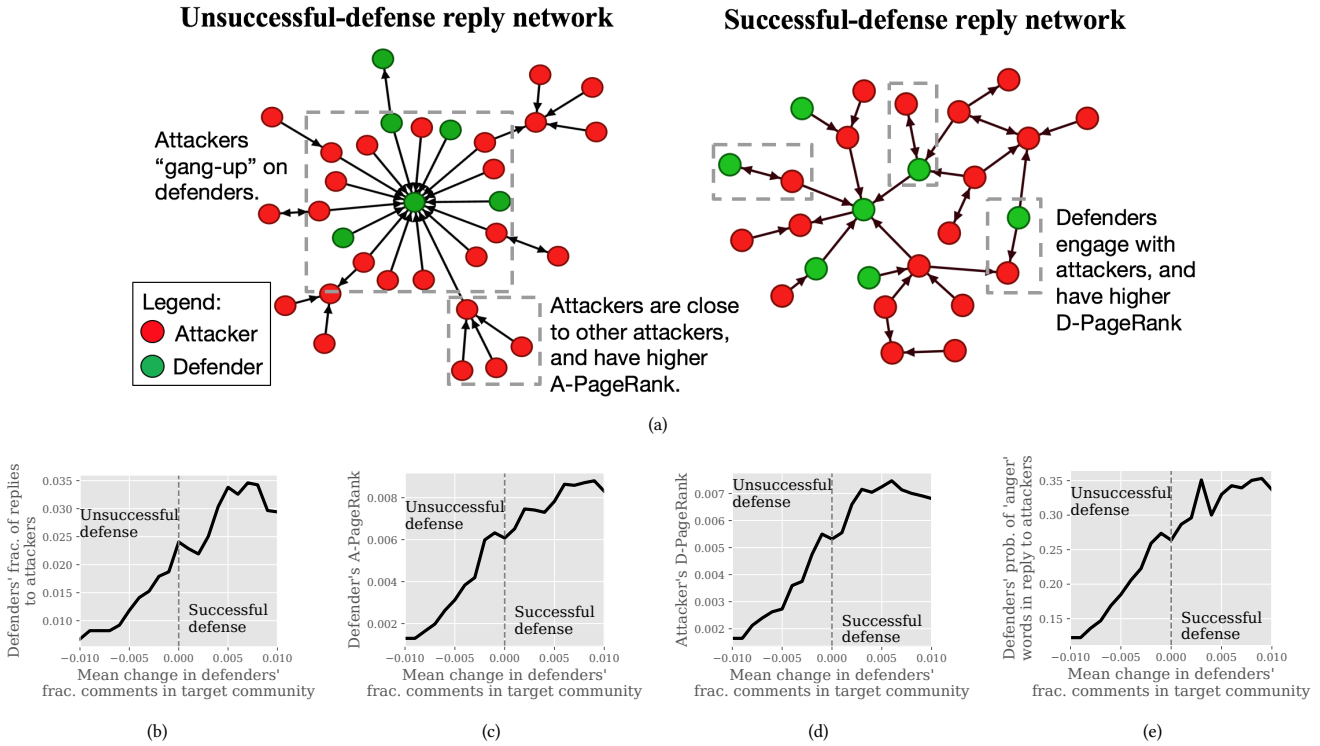 Unsuccessful-defense reply network
Successful-defense reply network
Attackers
“gang-up” on
defenders.
Legend:
Attacker
Defender
Attackers are close
to other attackers,
and have higher
A-PageRank.
Defenders
engage with
attackers, and
have higher
D-PageRank
(a)
Defenders' frac. of replies
to attackers
0.035
0.030
0.025
0.020
0.015
0.010
Unsuccessful
defense
Successful
defense
−0.010 −0.005 0.000 0.005 0.010
Mean change in defenders'
frac. comments in target community
(b)
Defender's A-PageRank
0.008
0.006
0.004
0.002
Unsuccessful
defense
Successful
defense
−0.010 −0.005 0.000 0.005 0.010
Mean change in defenders'
frac. comments in target community
(c)
Attacker's D-PageRank
0.007
0.006
0.005
0.004
0.003
0.002
Unsuccessful
defense
Successful
defense
−0.010 −0.005 0.000 0.005 0.010
Mean change in defenders'
frac. comments in target community
(d)
Defenders' prob. of 'anger'
words in reply to attackers
0.35
0.30
0.25
0.20
0.15
Unsuccessful
defense
Successful
defense
−0.010 −0.005 0.000 0.005 0.010
Mean change in defenders'
frac. comments in target community
(e)